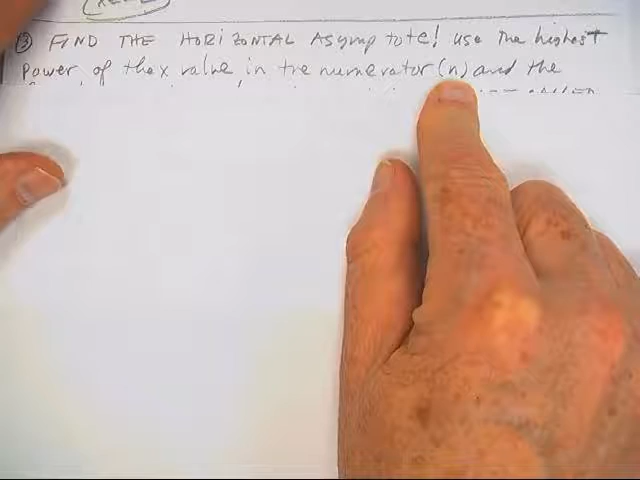 ③ FIND THE HORIZONTAL Asymptote! use the highest
Power of the x value in the numerator (n) and the